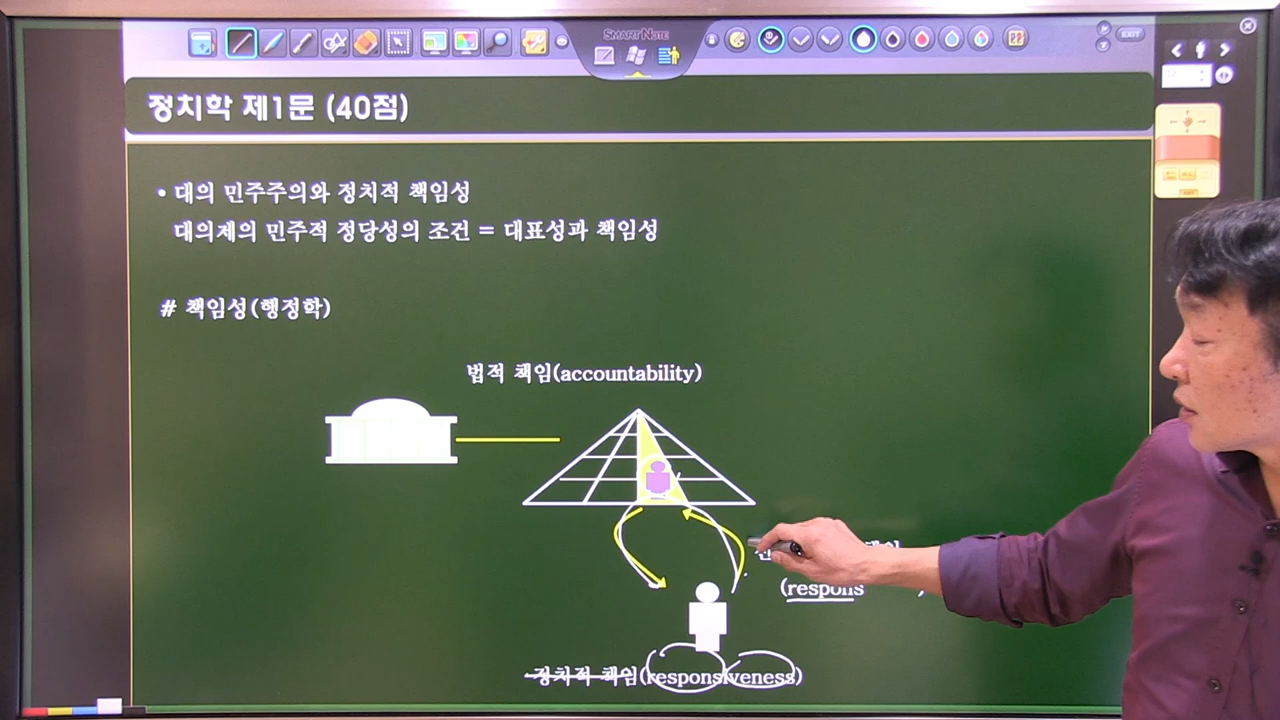 SMART NOTE
EXIT
12
정치학 제1문 (40점)
• 대의 민주주의와 정치적 책임성
대의제의 민주적 정당성의 조건 = 대표성과 책임성
# 책임성(행정학)
법적 책임(accountability)
(respons )
정치적 책임(responsiveness)